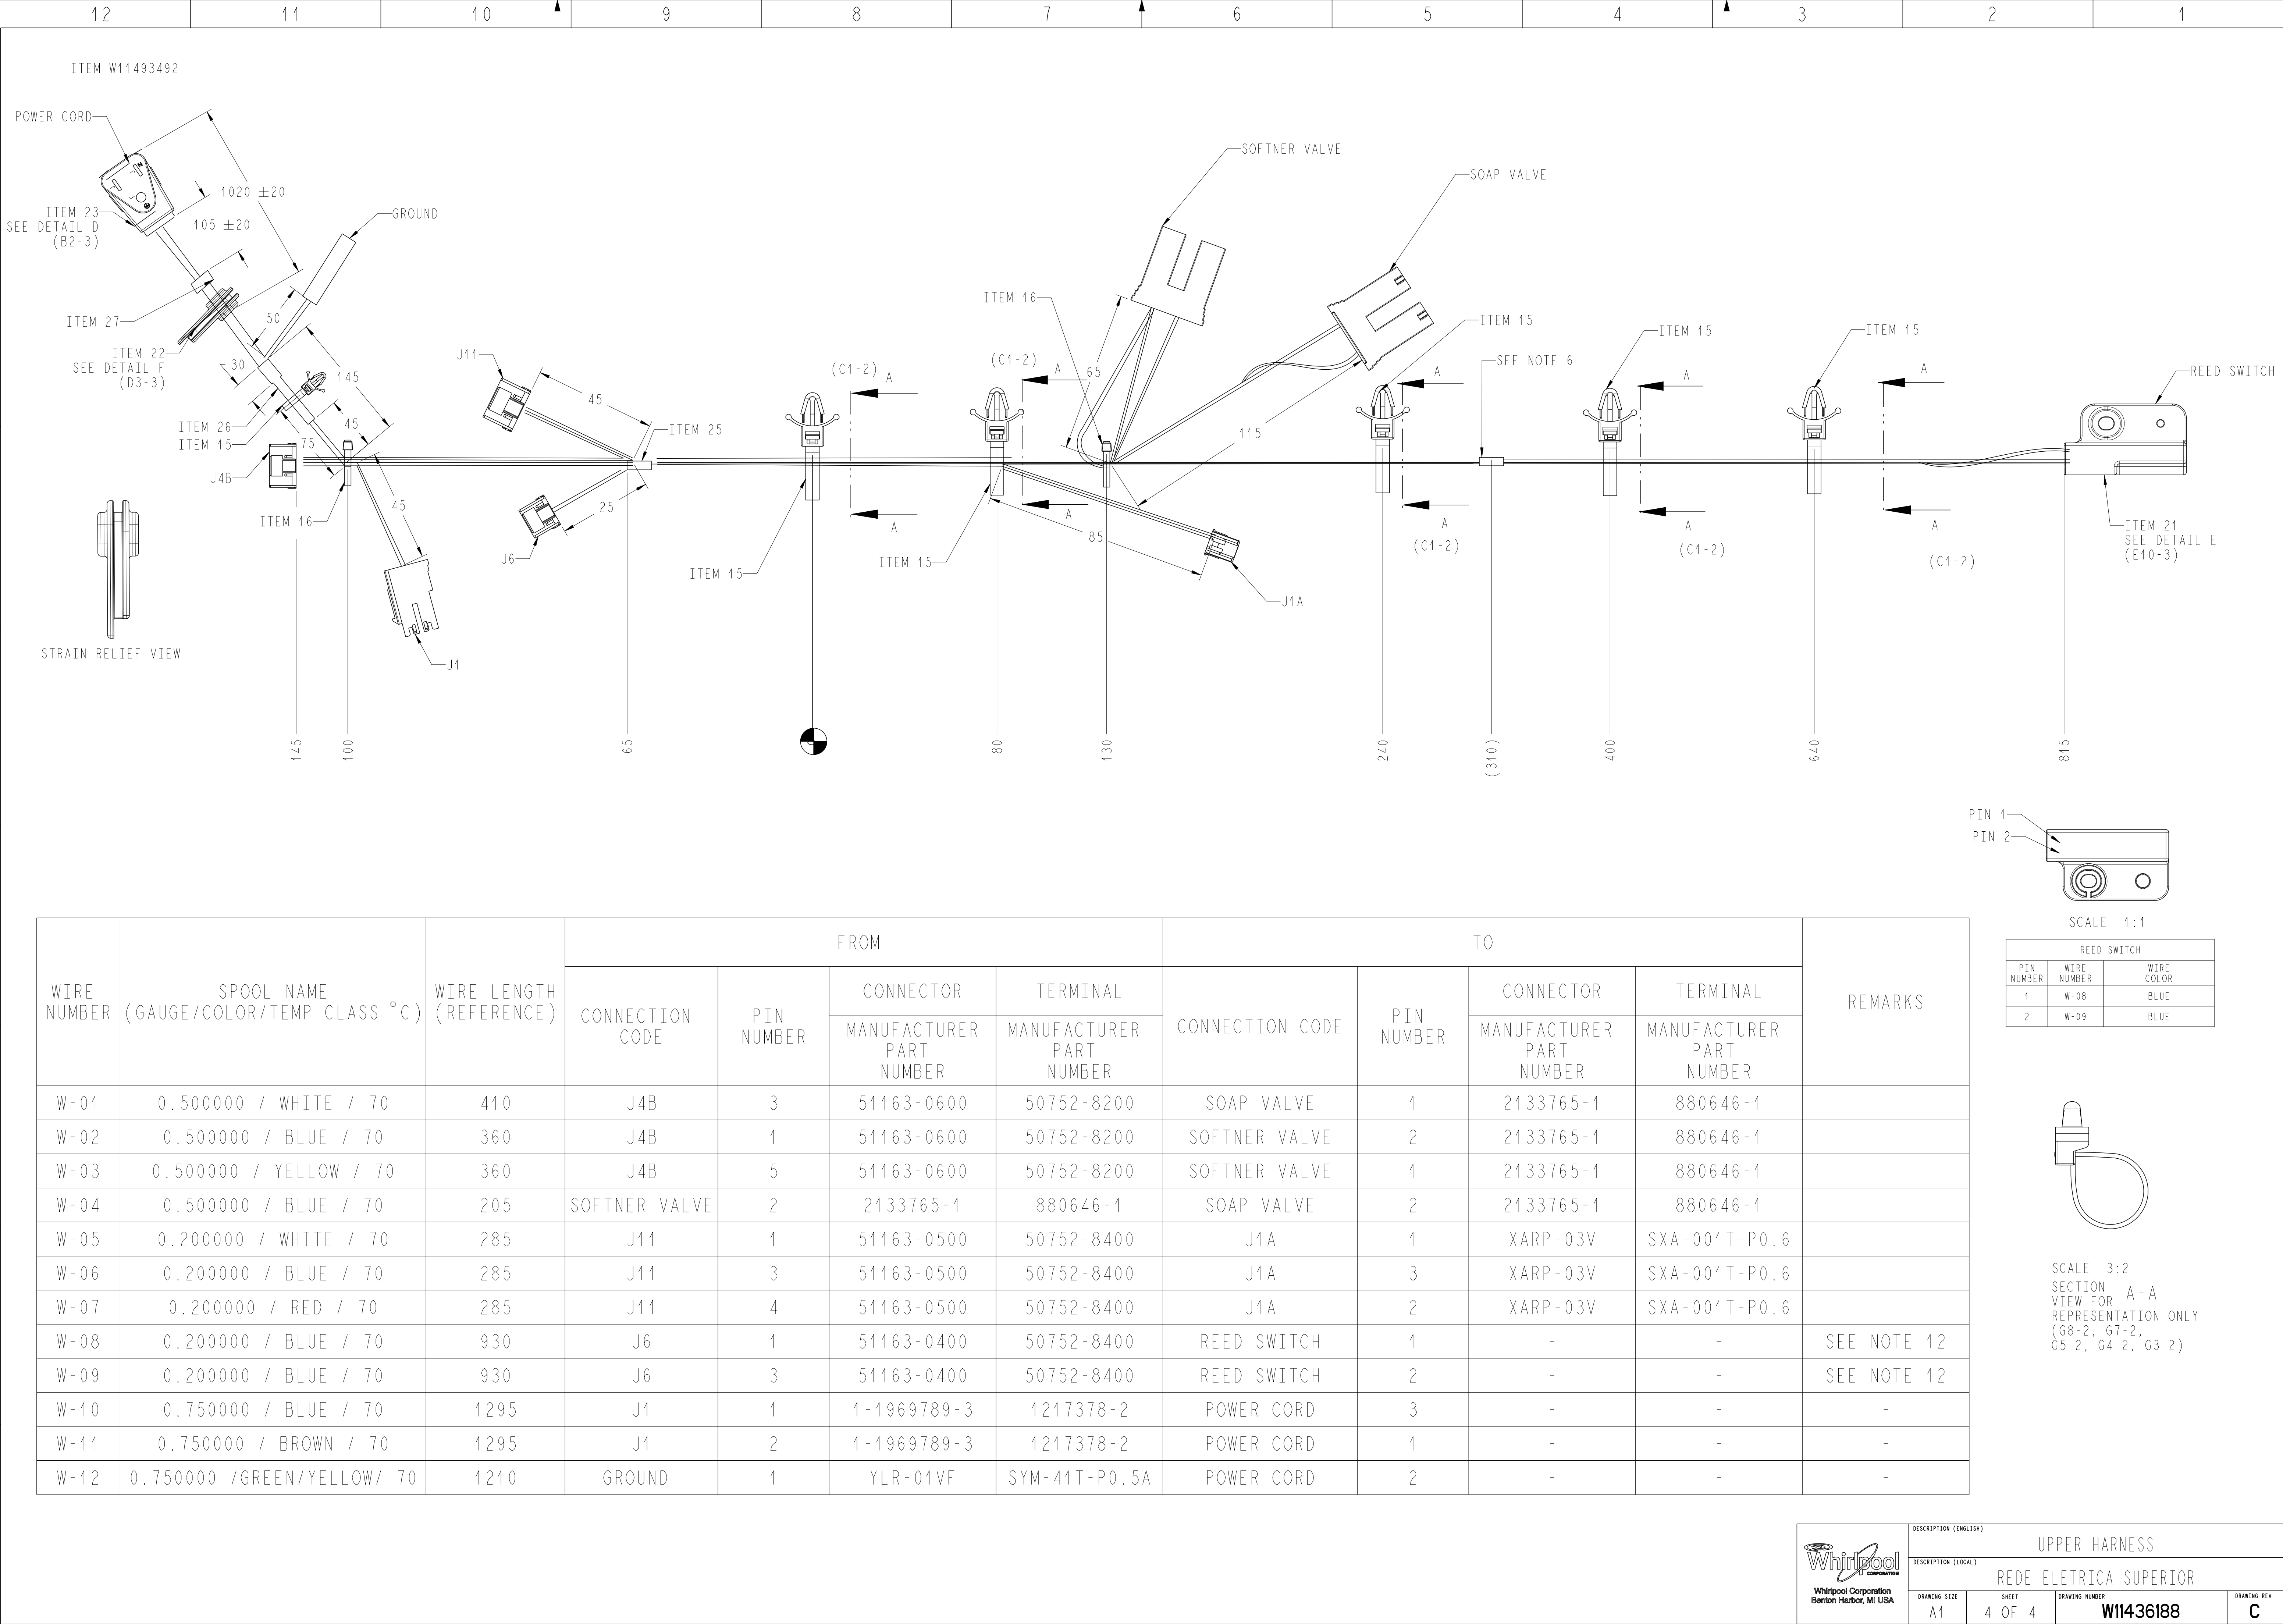 12 11 10 9 8 7 6 5 4 3 2 1
ITEM W11493492
POWER CORD
1020 ±20
105 ±20
ITEM 23
SEE DETAIL D
(B2-3)
GROUND
ITEM 27
50
ITEM 22
SEE DETAIL F
(D3-3)
30
145
ITEM 26
ITEM 15
45
75
J4B
ITEM 16
45
J1
STRAIN RELIEF VIEW
J11
45
ITEM 25
25
J6
SOFTNER VALVE
SOAP VALVE
ITEM 16
65
(C1-2)
A
(C1-2)
A
ITEM 15
A
ITEM 15
A
85
115
J1A
ITEM 15
A
A
(C1-2)
SEE NOTE 6
ITEM 15
A
A
(C1-2)
ITEM 15
A
A
(C1-2)
REED SWITCH
ITEM 21
SEE DETAIL E
(E10-3)
145
100
65
80
130
240
(310)
400
640
815
PIN 1
PIN 2
SCALE 1:1
REED SWITCH
PIN NUMBER WIRE NUMBER WIRE COLOR
1 W-08 BLUE
2 W-09 BLUE
SCALE 3:2
SECTION A-A
VIEW FOR
REPRESENTATION ONLY
(G8-2, G7-2,
G5-2, G4-2, G3-2)
WIRE NUMBER SPOOL NAME (GAUGE/COLOR/TEMP CLASS °C) WIRE LENGTH (REFERENCE) FROM TO REMARKS
CONNECTION CODE PIN NUMBER CONNECTOR TERMINAL CONNECTION CODE PIN NUMBER CONNECTOR TERMINAL
MANUFACTURER PART NUMBER MANUFACTURER PART NUMBER MANUFACTURER PART NUMBER MANUFACTURER PART NUMBER
W-01 0.500000 / WHITE / 70 410 J4B 3 51163-0600 50752-8200 SOAP VALVE 1 2133765-1 880646-1
W-02 0.500000 / BLUE / 70 360 J4B 1 51163-0600 50752-8200 SOFTNER VALVE 2 2133765-1 880646-1
W-03 0.500000 / YELLOW / 70 360 J4B 5 51163-0600 50752-8200 SOFTNER VALVE 1 2133765-1 880646-1
W-04 0.500000 / BLUE / 70 205 SOFTNER VALVE 2 2133765-1 880646-1 SOAP VALVE 2 2133765-1 880646-1
W-05 0.200000 / WHITE / 70 285 J11 1 51163-0500 50752-8400 J1A 1 XARP-03V SXA-001T-P0.6
W-06 0.200000 / BLUE / 70 285 J11 3 51163-0500 50752-8400 J1A 3 XARP-03V SXA-001T-P0.6
W-07 0.200000 / RED / 70 285 J11 4 51163-0500 50752-8400 J1A 2 XARP-03V SXA-001T-P0.6
W-08 0.200000 / BLUE / 70 930 J6 1 51163-0400 50752-8400 REED SWITCH 1 - - SEE NOTE 12
W-09 0.200000 / BLUE / 70 930 J6 3 51163-0400 50752-8400 REED SWITCH 2 - - SEE NOTE 12
W-10 0.750000 / BLUE / 70 1295 J1 1 1-1969789-3 1217378-2 POWER CORD 3 - - -
W-11 0.750000 / BROWN / 70 1295 J1 2 1-1969789-3 1217378-2 POWER CORD 1 - - -
W-12 0.750000 /GREEN/YELLOW/ 70 1210 GROUND 1 YLR-01VF SYM-41T-P0.5A POWER CORD 2 - - -
Whirlpool
CORPORATION
Whirlpool Corporation
Benton Harbor, MI USA
DESCRIPTION (ENGLISH)
UPPER HARNESS
DESCRIPTION (LOCAL)
REDE ELETRICA SUPERIOR
DRAWING SIZE SHEET DRAWING NUMBER DRAWING REV
A1 4 OF 4 W11436188 C